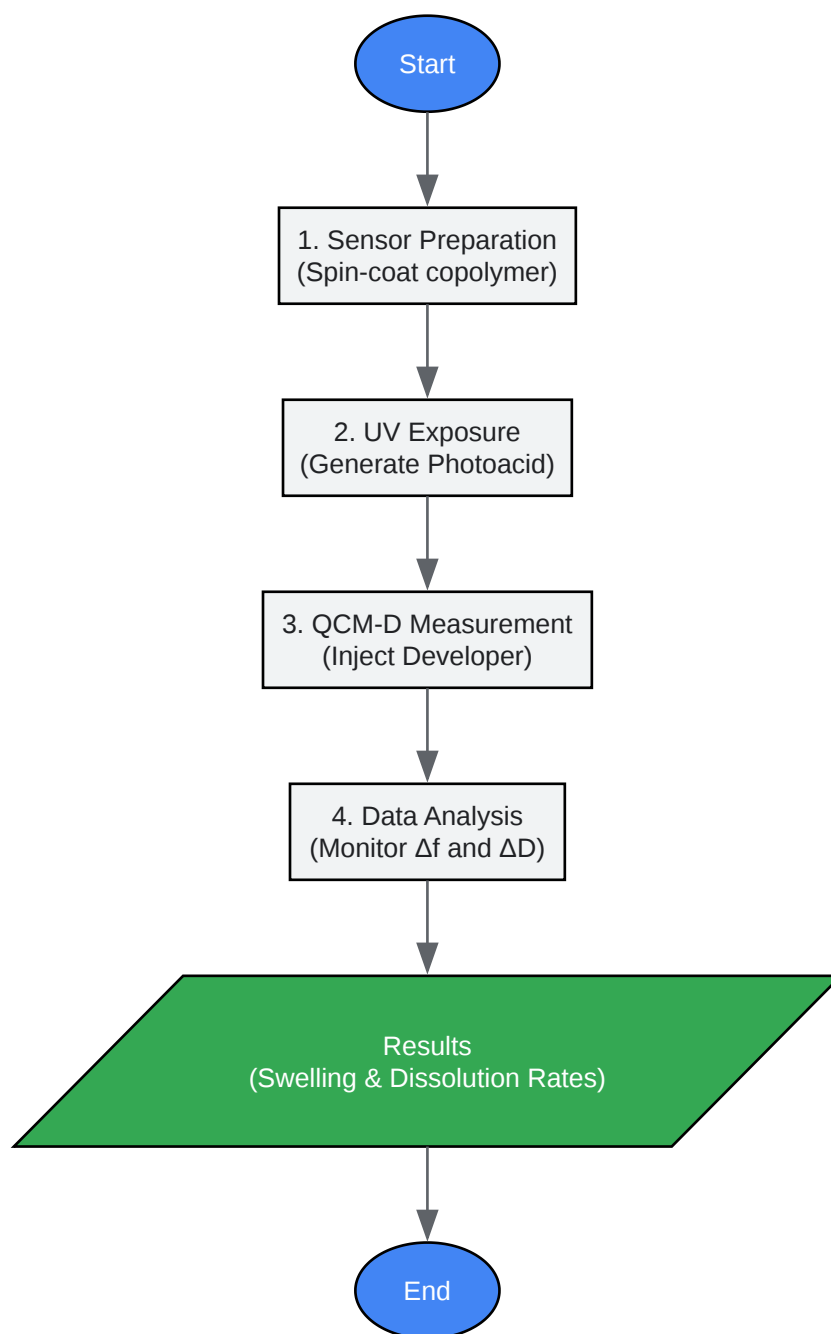 Start
1. Sensor Preparation
(Spin-coat copolymer)
2. UV Exposure
(Generate Photoacid)
3. QCM-D Measurement
(Inject Developer)
4. Data Analysis
(Monitor Δf and ΔD)
Results
(Swelling & Dissolution Rates)
End